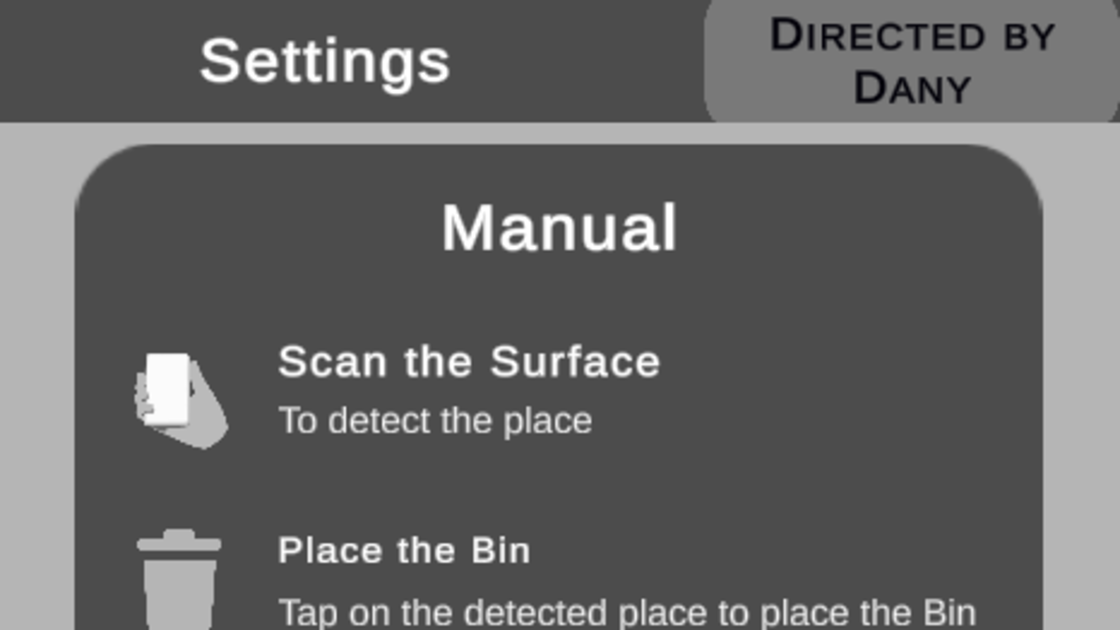 Settings
DIRECTED BY
DANY
Manual
Scan the Surface
To detect the place
Place the Bin
Tap on the detected place to place the Bin